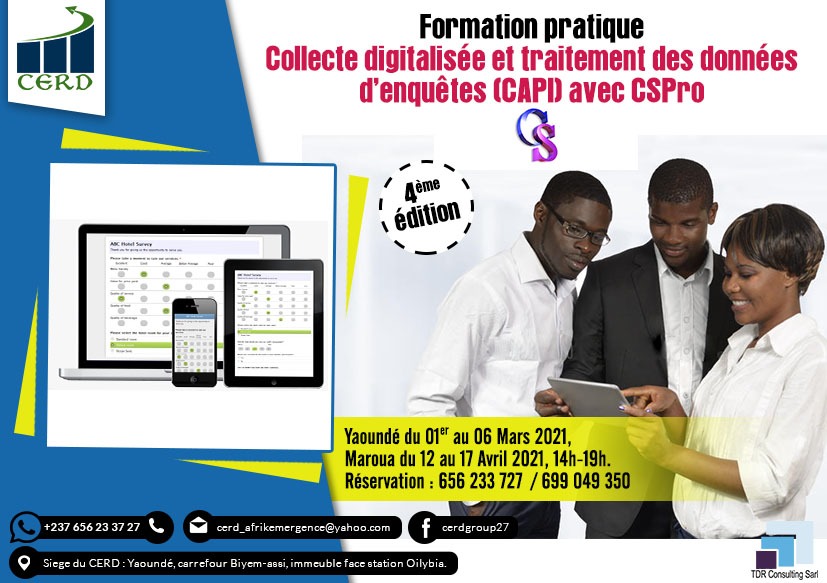 CERD
Formation pratique
Collecte digitalisée et traitement des données
d'enquêtes (CAPI) avec CSPro
CS
4ème
édition
ABC Hotel Survey
Yaoundé du 01er au 06 Mars 2021,
Maroua du 12 au 17 Avril 2021, 14h-19h.
Réservation : 656 233 727 / 699 049 350
+237 656 23 37 27
cerd_afrikemergence@yahoo.com
cerdgroup27
Siege du CERD : Yaoundé, carrefour Biyem-assi, immeuble face station Oilybia.
TDR Consulting Sarl